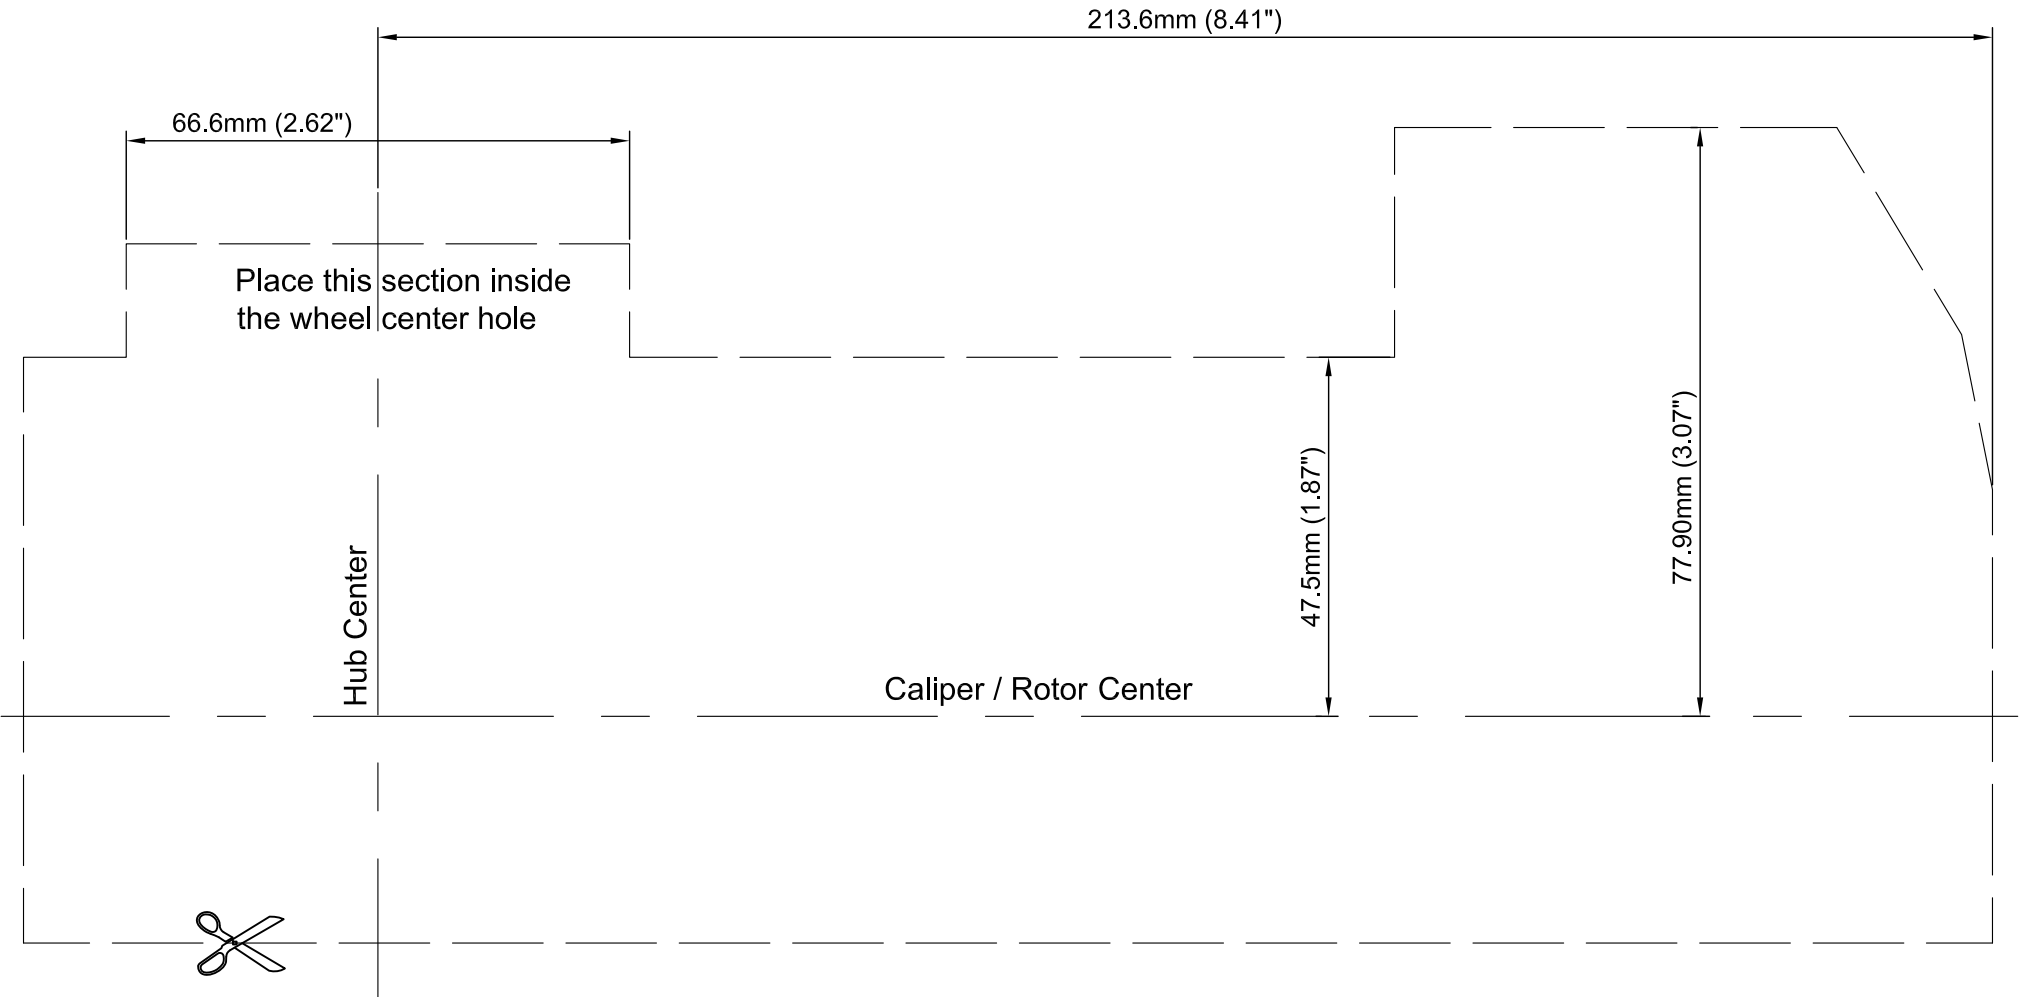 213.6mm (8.41")
66.6mm (2.62")
Place this section inside
the wheel center hole
47.5mm (1.87")
77.90mm (3.07")
Hub Center
Caliper / Rotor Center